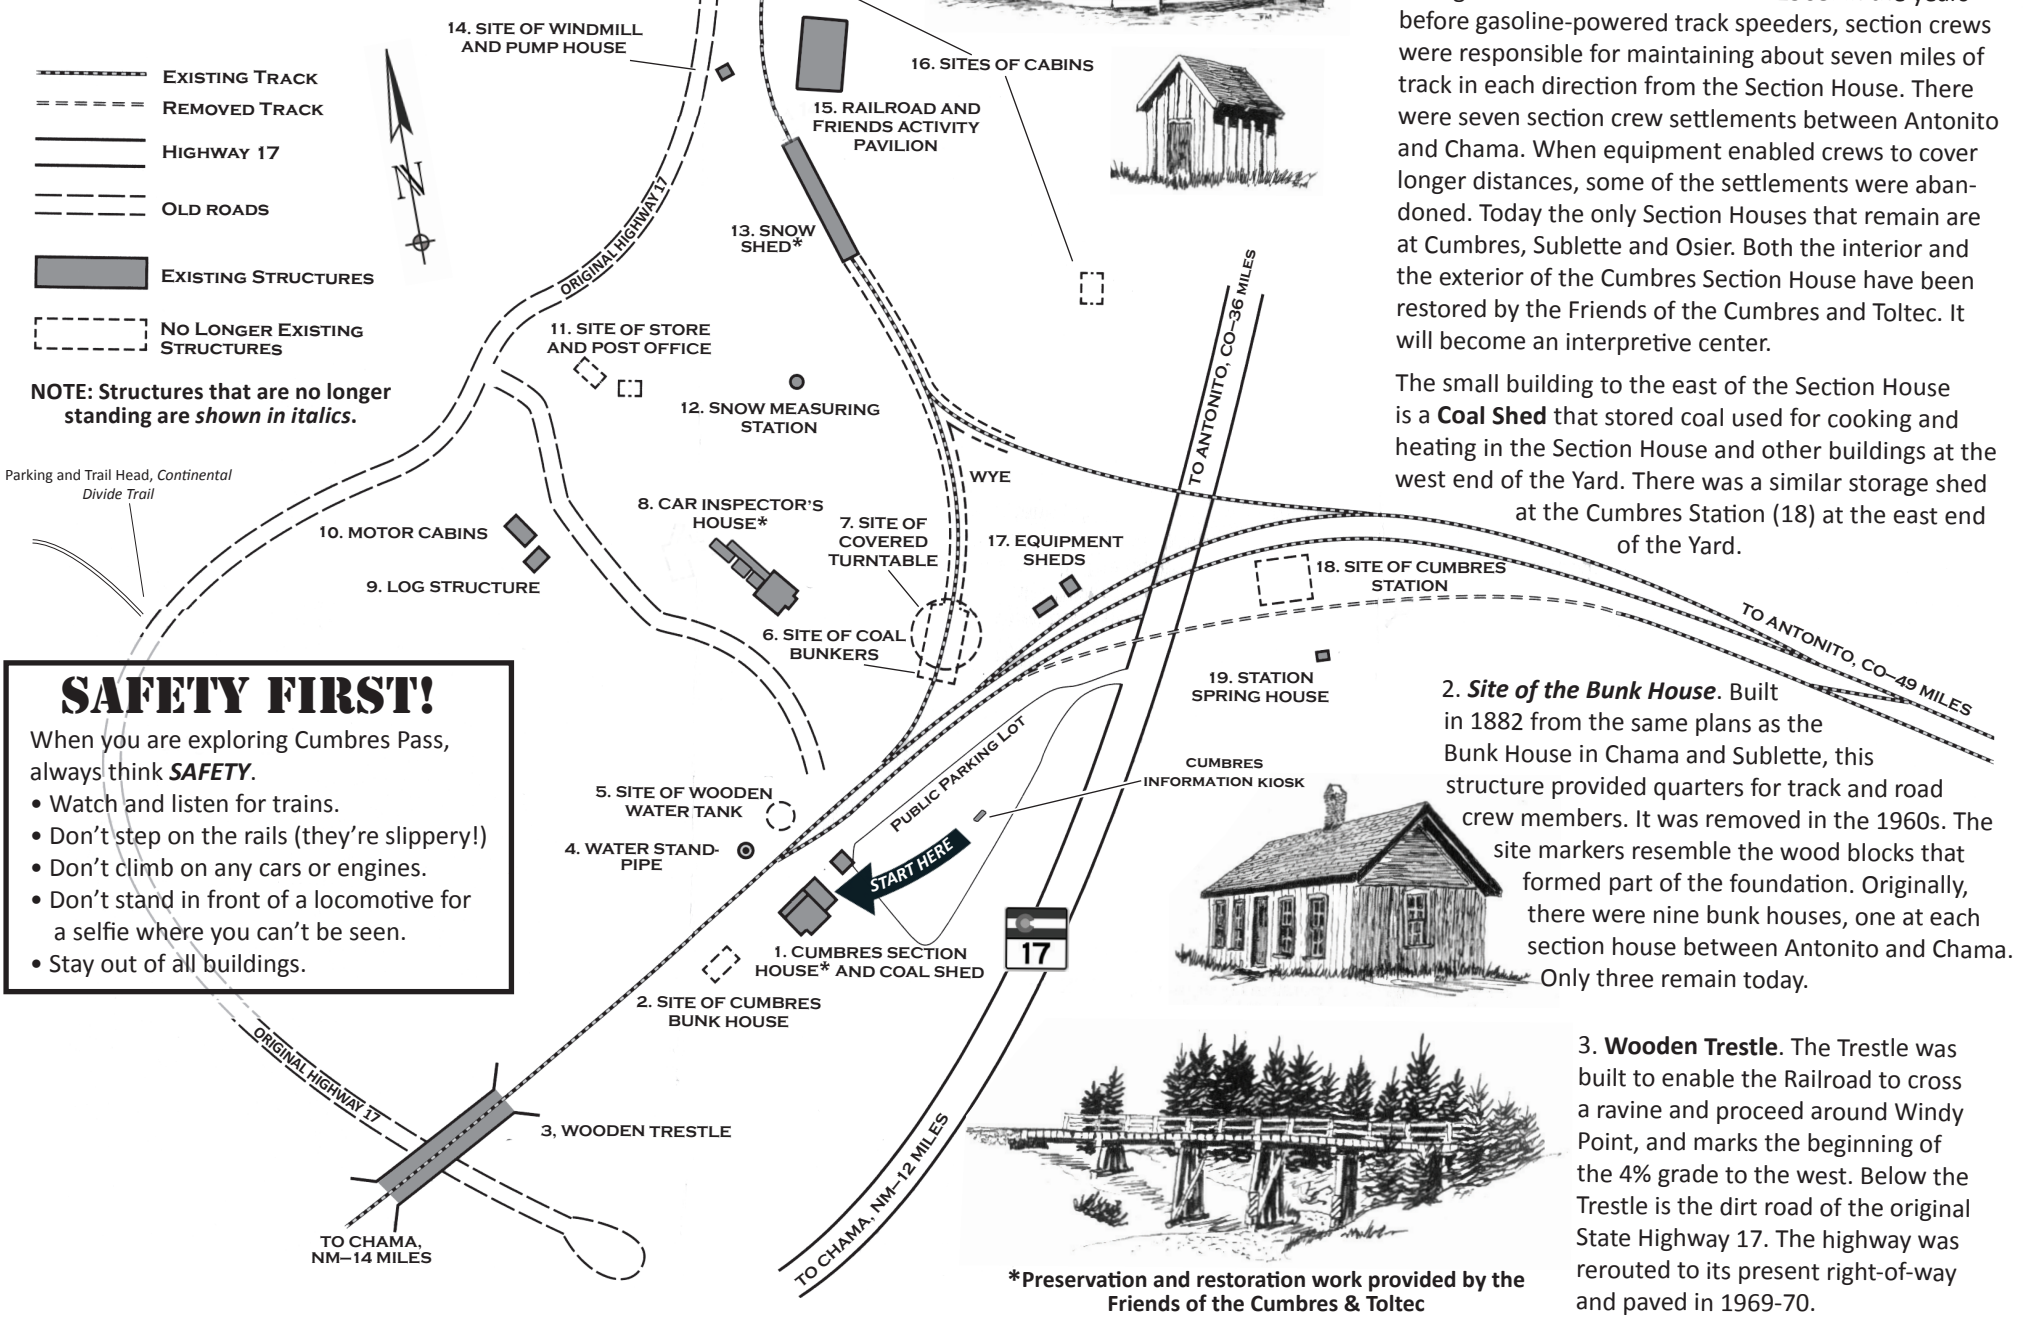 14. SITE OF WINDMILL
AND PUMP HOUSE
EXISTING TRACK
REMOVED TRACK
HIGHWAY 17
OLD ROADS
EXISTING STRUCTURES
NO LONGER EXISTING
STRUCTURES
NOTE: Structures that are no longer
standing are shown in italics.
N
16. SITES OF CABINS
15. RAILROAD AND
FRIENDS ACTIVITY
PAVILION
13. SNOW
SHED*
ORIGINAL HIGHWAY 17
11. SITE OF STORE
AND POST OFFICE
12. SNOW MEASURING
STATION
TO ANTONITO, CO–36 MILES
WYE
Parking and Trail Head, Continental
Divide Trail
10. MOTOR CABINS
9. LOG STRUCTURE
8. CAR INSPECTOR'S
HOUSE*
7. SITE OF
COVERED
TURNTABLE
17. EQUIPMENT
SHEDS
18. SITE OF CUMBRES
STATION
6. SITE OF COAL
BUNKERS
19. STATION
SPRING HOUSE
TO ANTONITO, CO–49 MILES
PUBLIC PARKING LOT
CUMBRES
INFORMATION KIOSK
5. SITE OF WOODEN
WATER TANK
4. WATER STAND-
PIPE
START HERE
1. CUMBRES SECTION
HOUSE* AND COAL SHED
17
2. SITE OF CUMBRES
BUNK HOUSE
ORIGINAL HIGHWAY 17
3, WOODEN TRESTLE
TO CHAMA,
NM–14 MILES
TO CHAMA, NM–12 MILES
SAFETY FIRST!
When you are exploring Cumbres Pass,
always think SAFETY.
• Watch and listen for trains.
• Don't step on the rails (they're slippery!)
• Don't climb on any cars or engines.
• Don't stand in front of a locomotive for
a selfie where you can't be seen.
• Stay out of all buildings.
*Preservation and restoration work provided by the
Friends of the Cumbres & Toltec
before gasoline-powered track speeders, section crews
were responsible for maintaining about seven miles of
track in each direction from the Section House. There
were seven section crew settlements between Antonito
and Chama. When equipment enabled crews to cover
longer distances, some of the settlements were aban-
doned. Today the only Section Houses that remain are
at Cumbres, Sublette and Osier. Both the interior and
the exterior of the Cumbres Section House have been
restored by the Friends of the Cumbres and Toltec. It
will become an interpretive center.
The small building to the east of the Section House
is a Coal Shed that stored coal used for cooking and
heating in the Section House and other buildings at the
west end of the Yard. There was a similar storage shed
at the Cumbres Station (18) at the east end
of the Yard.
2. Site of the Bunk House. Built
in 1882 from the same plans as the
Bunk House in Chama and Sublette, this
structure provided quarters for track and road
crew members. It was removed in the 1960s. The
site markers resemble the wood blocks that
formed part of the foundation. Originally,
there were nine bunk houses, one at each
section house between Antonito and Chama.
Only three remain today.
3. Wooden Trestle. The Trestle was
built to enable the Railroad to cross
a ravine and proceed around Windy
Point, and marks the beginning of
the 4% grade to the west. Below the
Trestle is the dirt road of the original
State Highway 17. The highway was
rerouted to its present right-of-way
and paved in 1969-70.